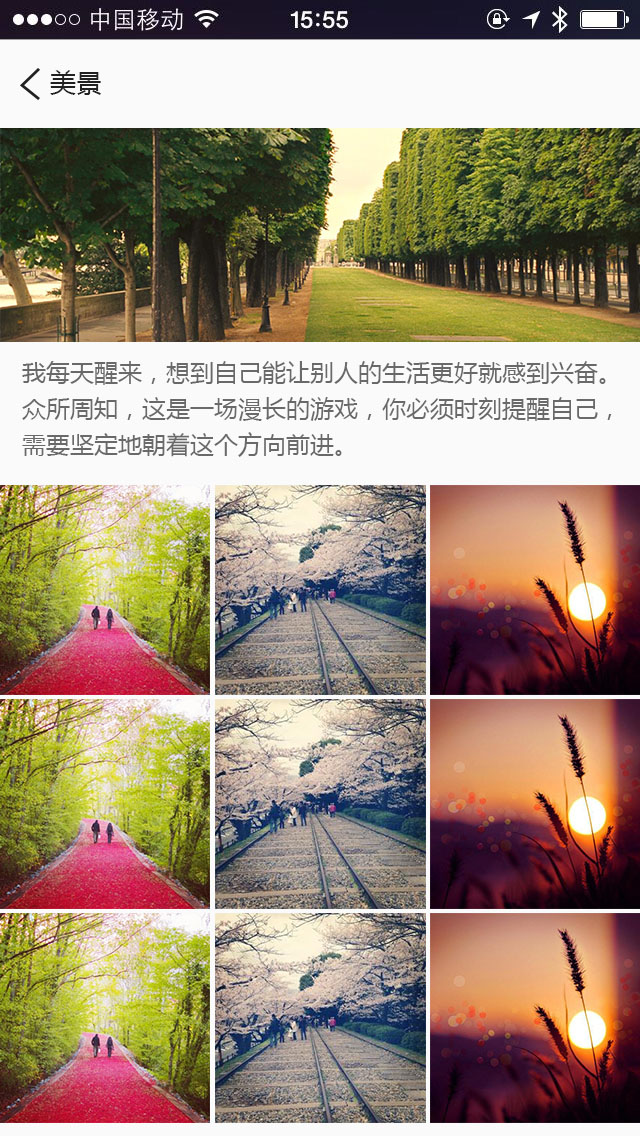 中国移动 15:55
美景
我每天醒来，想到自己能让别人的生活更好就感到兴奋。
众所周知，这是一场漫长的游戏，你必须时刻提醒自己，
需要坚定地朝着这个方向前进。